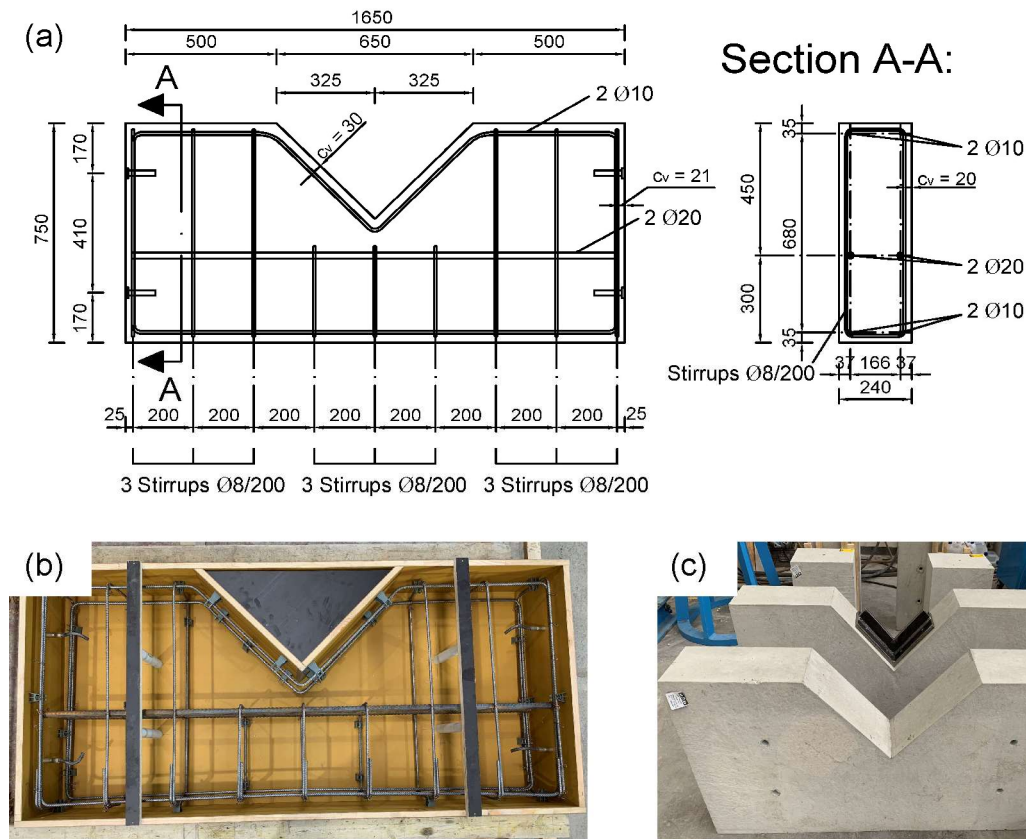 (a)
1650
500
650
500
325
325
A
A
2 Ø10
cv = 30
cv = 21
2 Ø20
750
170
410
170
25
200
200
200
200
200
200
200
200
25
3 Stirrups Ø8/200
3 Stirrups Ø8/200
3 Stirrups Ø8/200
Section A-A:
35
450
680
300
35
2 Ø10
cv = 20
2 Ø20
2 Ø10
Stirrups Ø8/200
37
166
37
240
(b)
(c)